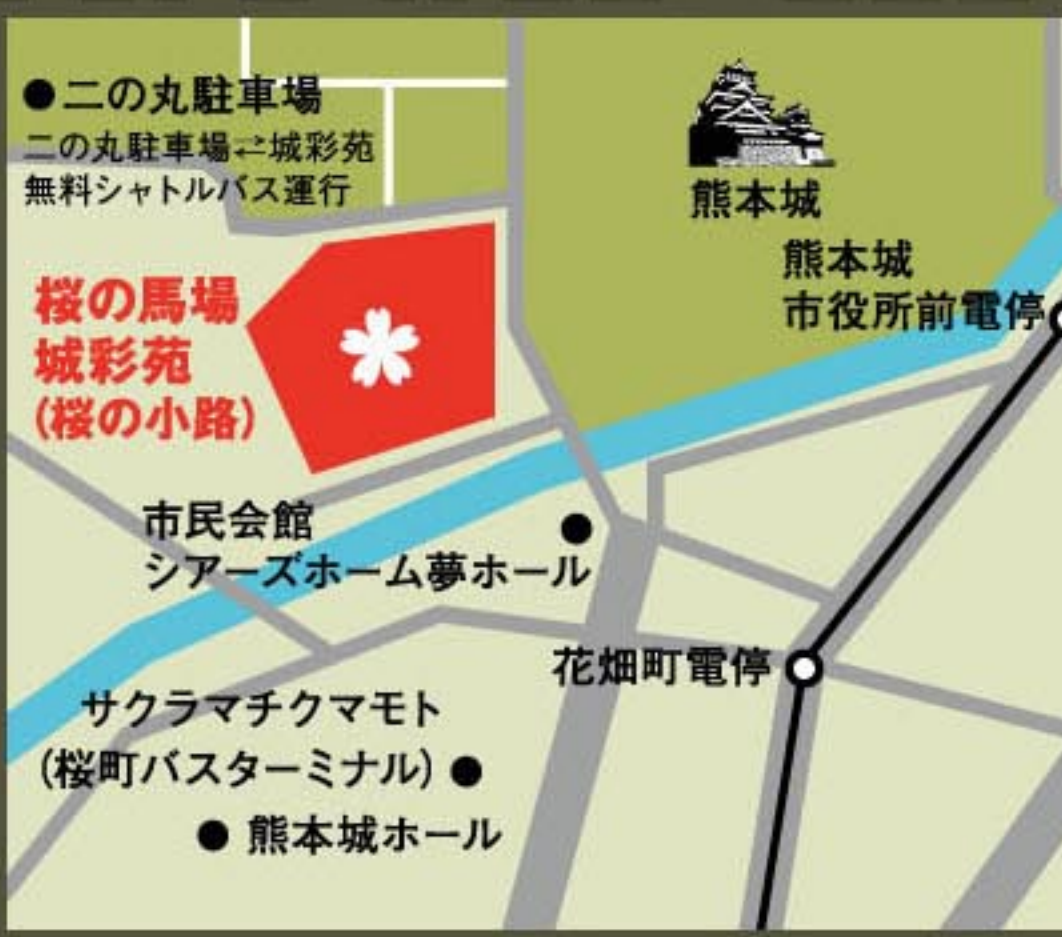 ●二の丸駐車場
二の丸駐車場⇄城彩苑
無料シャトルバス運行
熊本城
熊本城
市役所前電停
桜の馬場
城彩苑
(桜の小路)
市民会館
シアーズホーム夢ホール
花畑町電停
サクラマチクマモト
(桜町バスターミナル)●
●熊本城ホール